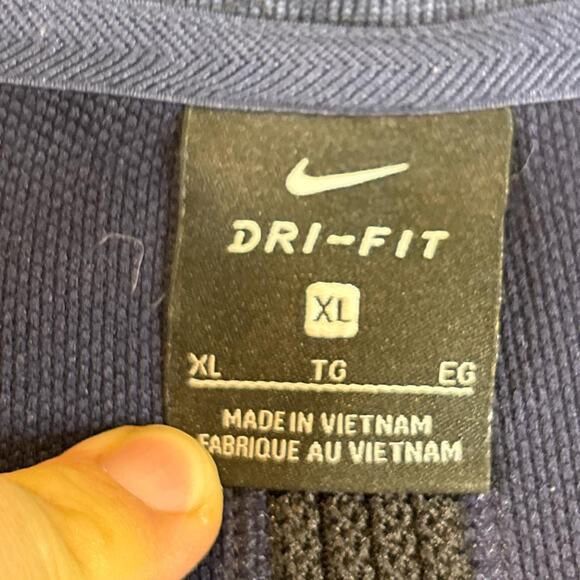 DRI-FIT
XL
XL TG EG
MADE IN VIETNAM
FABRIQUE AU VIETNAM